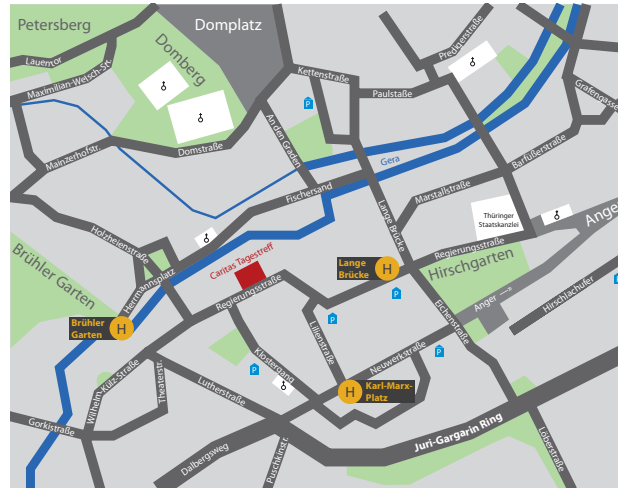 Petersberg
Domplatz
Lauentor
Domberg
Maximilian-Welsch-Str.
Kettenstraße
Predigerstraße
Paulstaße
P
Grafengasse
An den Graden
Mainzerhofstr.
Domstraße
Gera
Barfüßerstraße
Fischersand
Marstallstraße
Lange Brücke
Thüringer
Staatskanzlei
Anger
Holzheienstraße
Regierungsstraße
Brühler Garten
Herrmannsplatz
Caritas Tagestreff
Lange
Brücke
H
Hirschgarten
Regierungsstraße
Anger
Hirschlachufer
P
P
Eichenstraße
Brühler
Garten
H
P
Lilienstraße
P
Neuwerkstraße
Klostergang
P
Wilhelm-Külz-Straße
Theaterstr.
Lutherstraße
H
Karl-Marx-
Platz
Gorkistraße
Juri-Gargarin Ring
Löberstraße
Dalbergsweg
Puschkinstr.